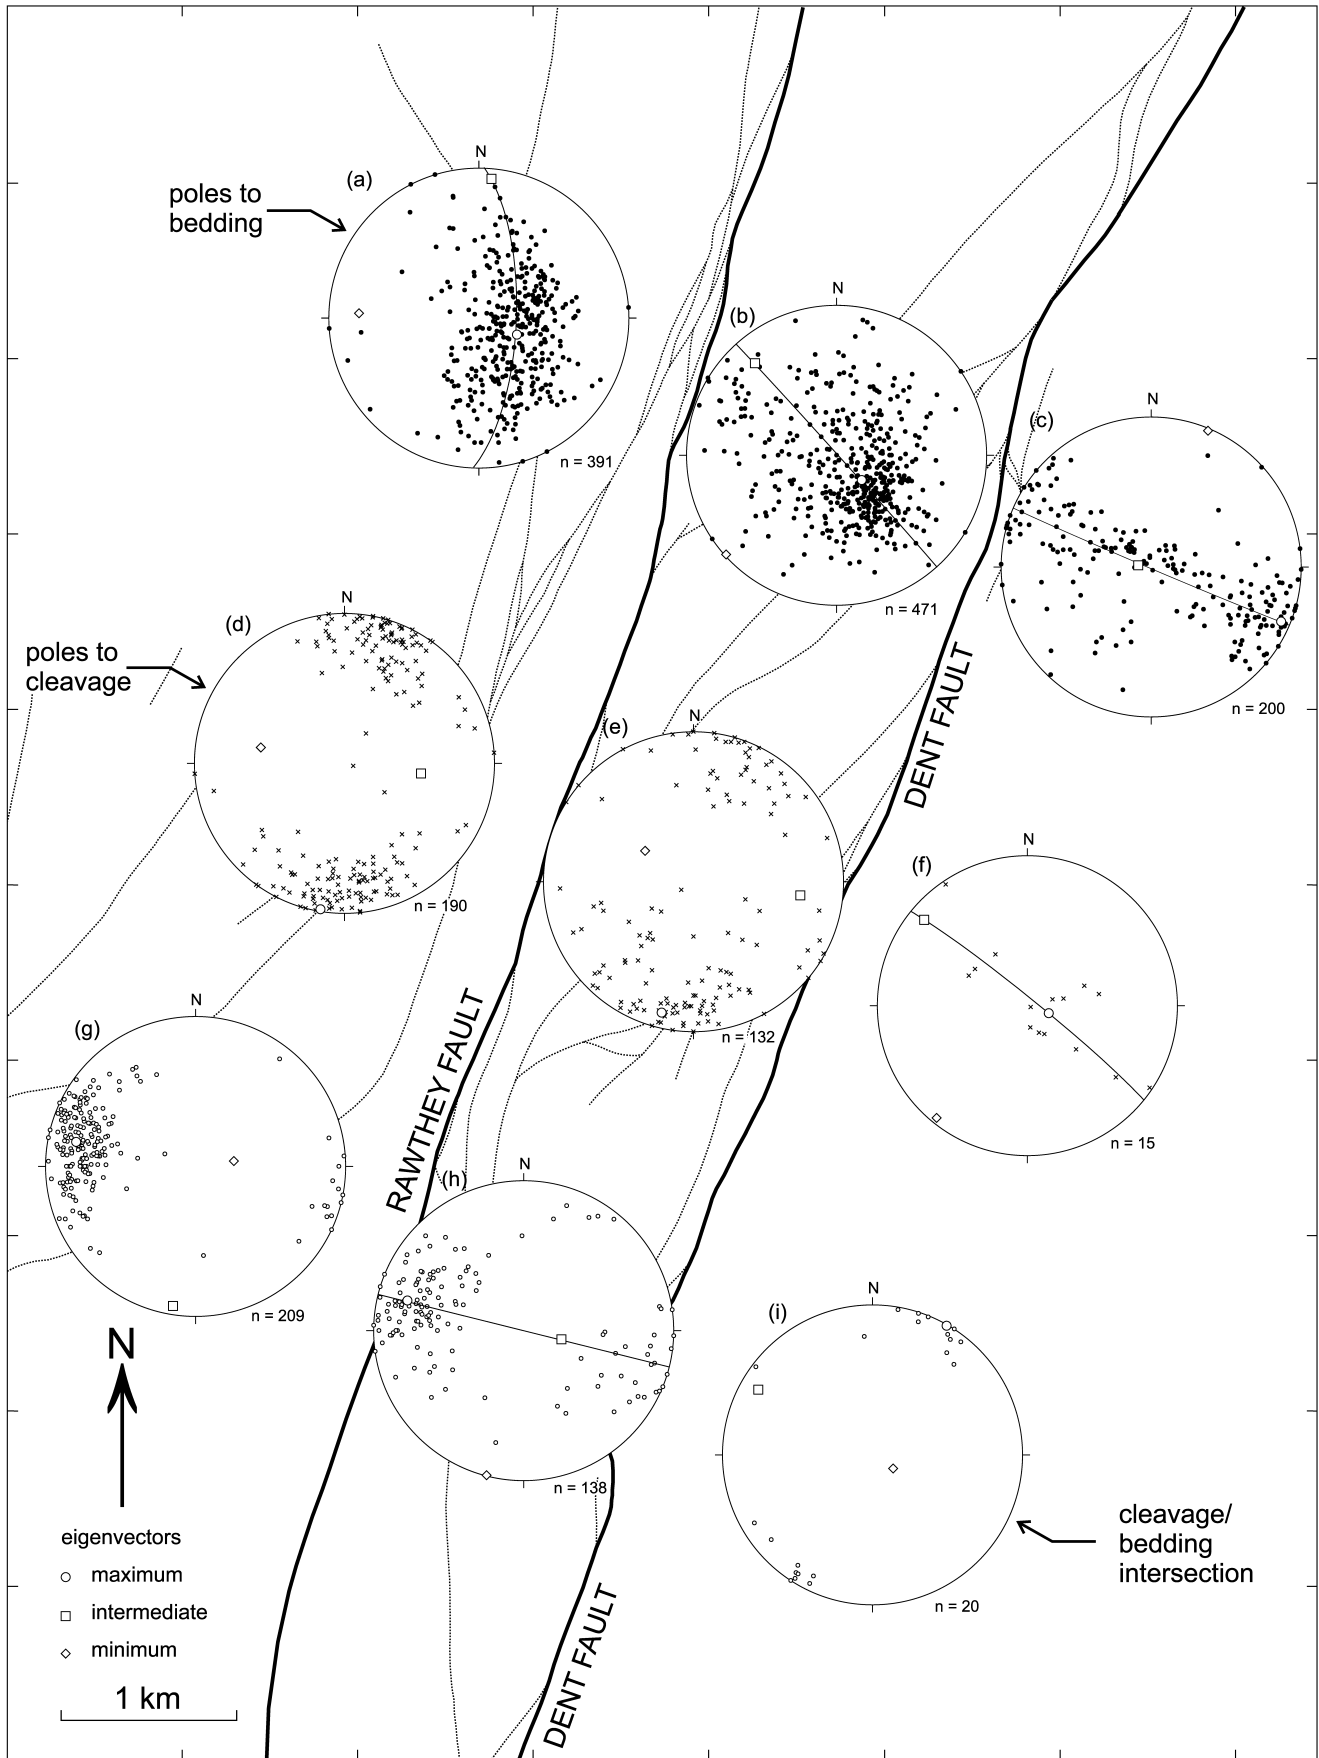 N
(a)
poles to
bedding
n = 391
N
(b)
n = 471
N
(c)
n = 200
N
(d)
poles to
cleavage
n = 190
N
(e)
n = 132
DENT FAULT
N
(f)
n = 15
N
(g)
n = 209
RAWTHEY FAULT
N
(h)
n = 138
N
(i)
n = 20
cleavage/
bedding
intersection
N
eigenvectors
maximum
intermediate
minimum
1 km
DENT FAULT